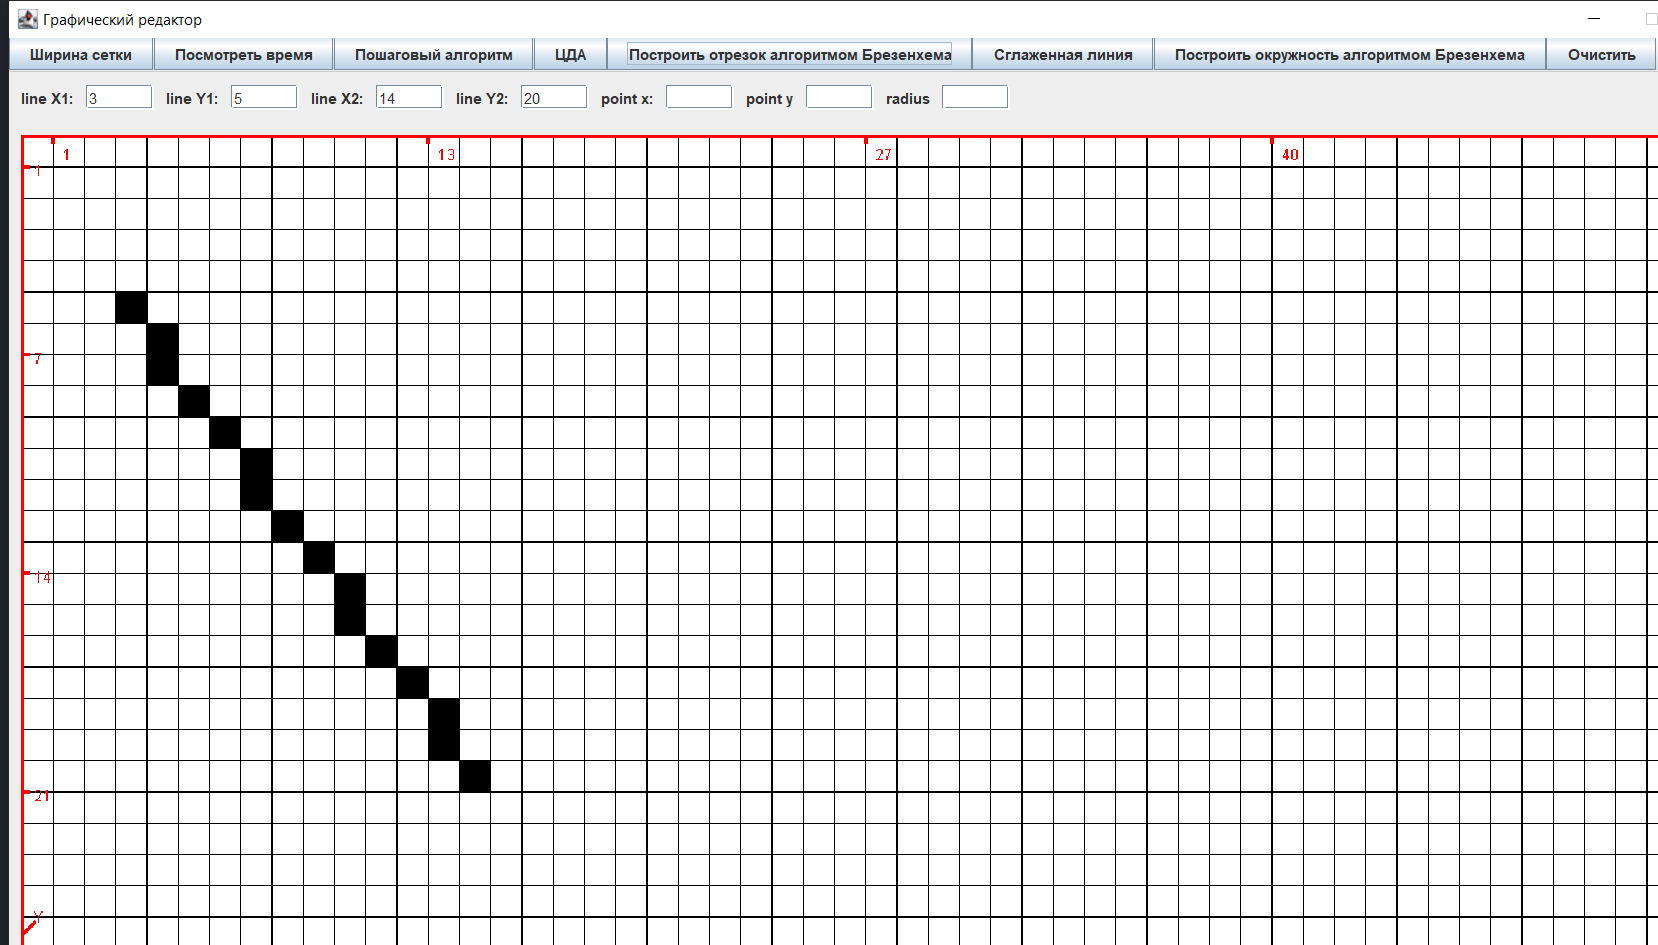 Графический редактор
Ширина сетки Посмотреть время Пошаговый алгоритм ЦДА Построить отрезок алгоритмом Брезенхема Сглаженная линия Построить окружность алгоритмом Брезенхема Очистить
line X1: 3 line Y1: 5 line X2: 14 line Y2: 20 point x: point y radius
1 13 27 40
1
7
14
21
Y